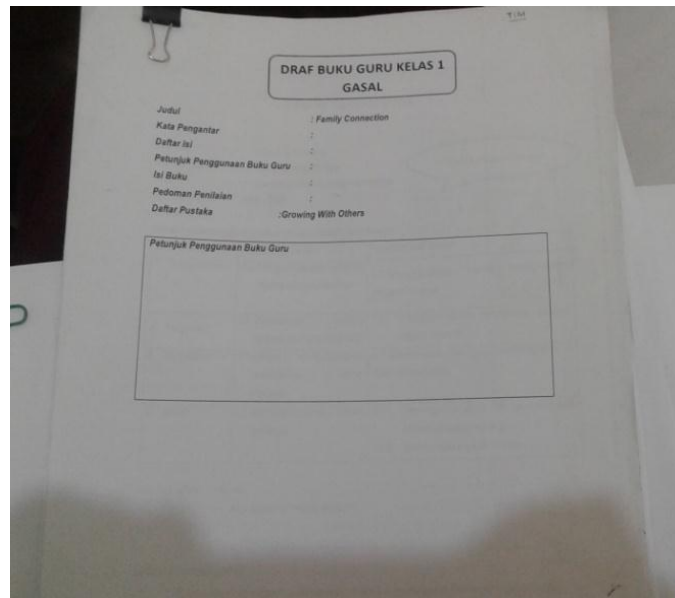 TIM
DRAF BUKU GURU KELAS 1
GASAL
Judul : Family Connection
Kata Pengantar :
Daftar Isi :
Petunjuk Penggunaan Buku Guru :
Isi Buku :
Pedoman Penilaian :
Daftar Pustaka :Growing With Others
Petunjuk Penggunaan Buku Guru